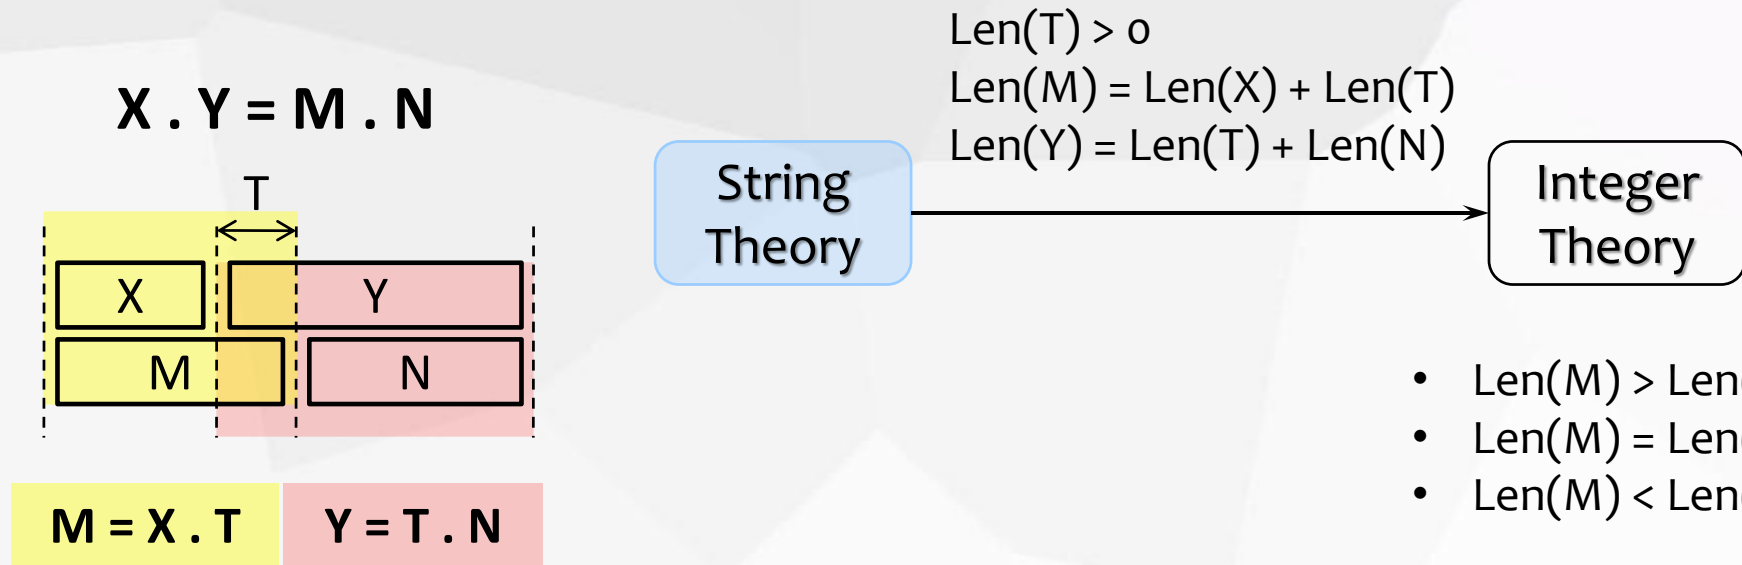 X . Y = M . N
T
X
Y
M
N
M = X . T
Y = T . N
Len(T) > 0
Len(M) = Len(X) + Len(T)
Len(Y) = Len(T) + Len(N)
String
Theory
Integer
Theory
• Len(M) > Len(
• Len(M) = Len(
• Len(M) < Len(